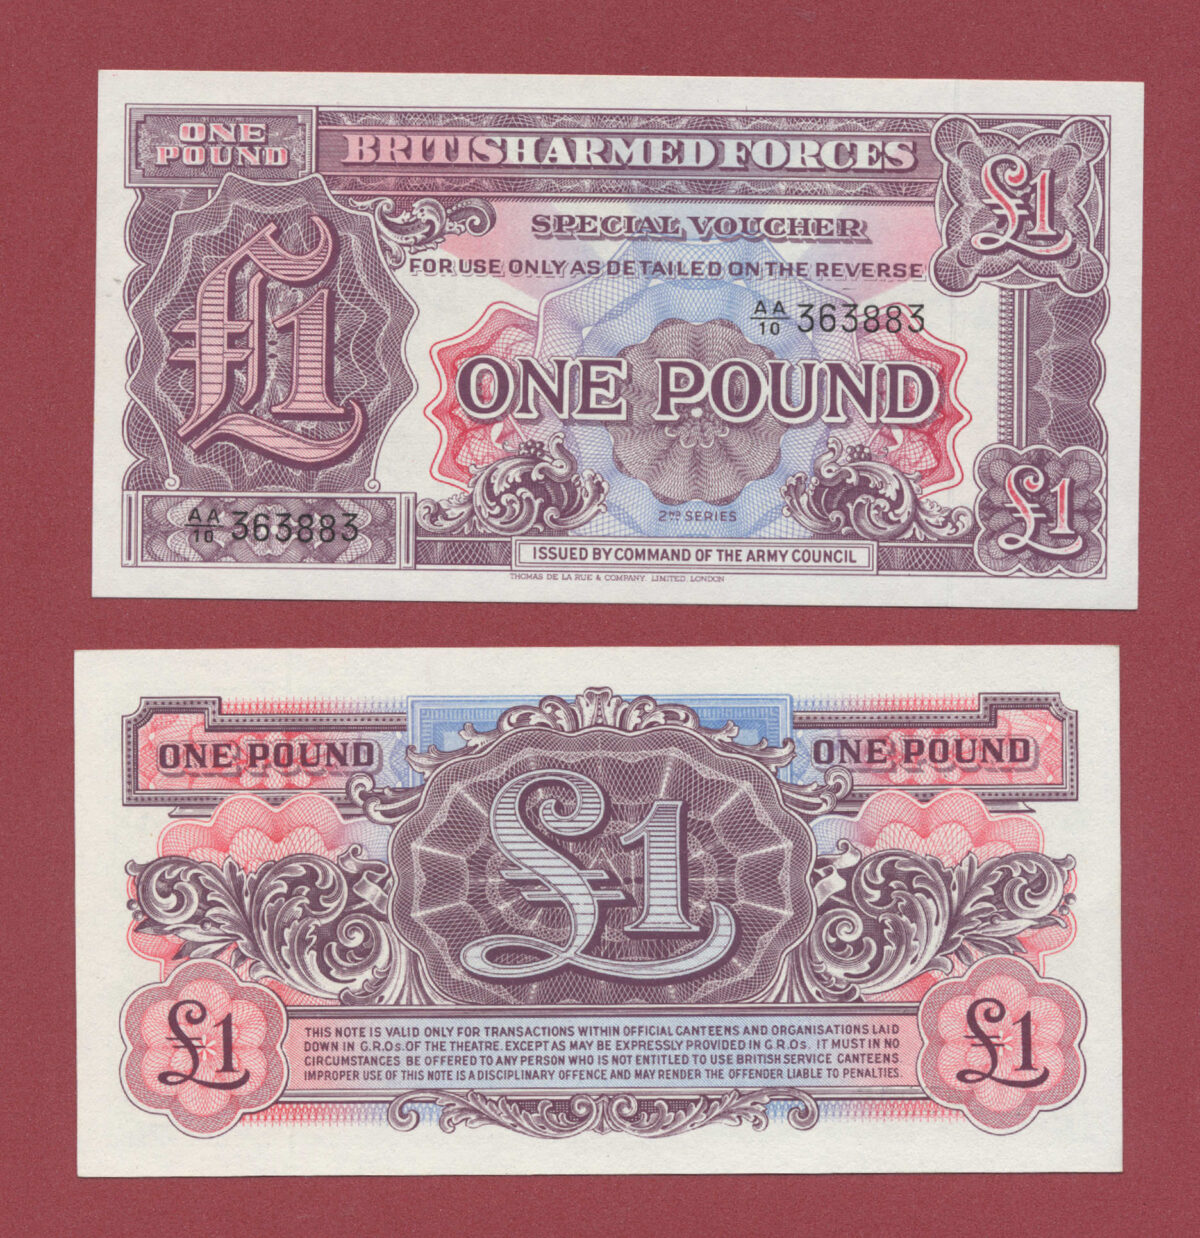 ONE
POUND
BRITISH ARMED FORCES
£1
SPECIAL VOUCHER
FOR USE ONLY AS DETAILED ON THE REVERSE
AA/10 363883
£1
ONE POUND
£1
AA/10 363883
2ND SERIES
ISSUED BY COMMAND OF THE ARMY COUNCIL
THOMAS DE LA RUE & COMPANY, LIMITED, LONDON
ONE POUND
ONE POUND
£1
£1
£1
THIS NOTE IS VALID ONLY FOR TRANSACTIONS WITHIN OFFICIAL CANTEENS AND ORGANISATIONS LAID
DOWN IN G.R.Os. OF THE THEATRE. EXCEPT AS MAY BE EXPRESSLY PROVIDED IN G.R.Os. IT MUST IN NO
CIRCUMSTANCES BE OFFERED TO ANY PERSON WHO IS NOT ENTITLED TO USE BRITISH SERVICE CANTEENS
IMPROPER USE OF THIS NOTE IS A DISCIPLINARY OFFENCE AND MAY RENDER THE OFFENDER LIABLE TO PENALTIES.